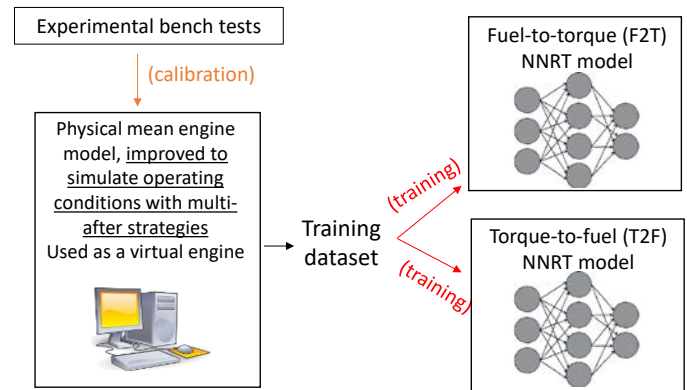 Experimental bench tests
(calibration)
Physical mean engine
model, improved to
simulate operating
conditions with multi-
after strategies
Used as a virtual engine
Training
dataset
(training)
(training)
Fuel-to-torque (F2T)
NNRT model
Torque-to-fuel (T2F)
NNRT model